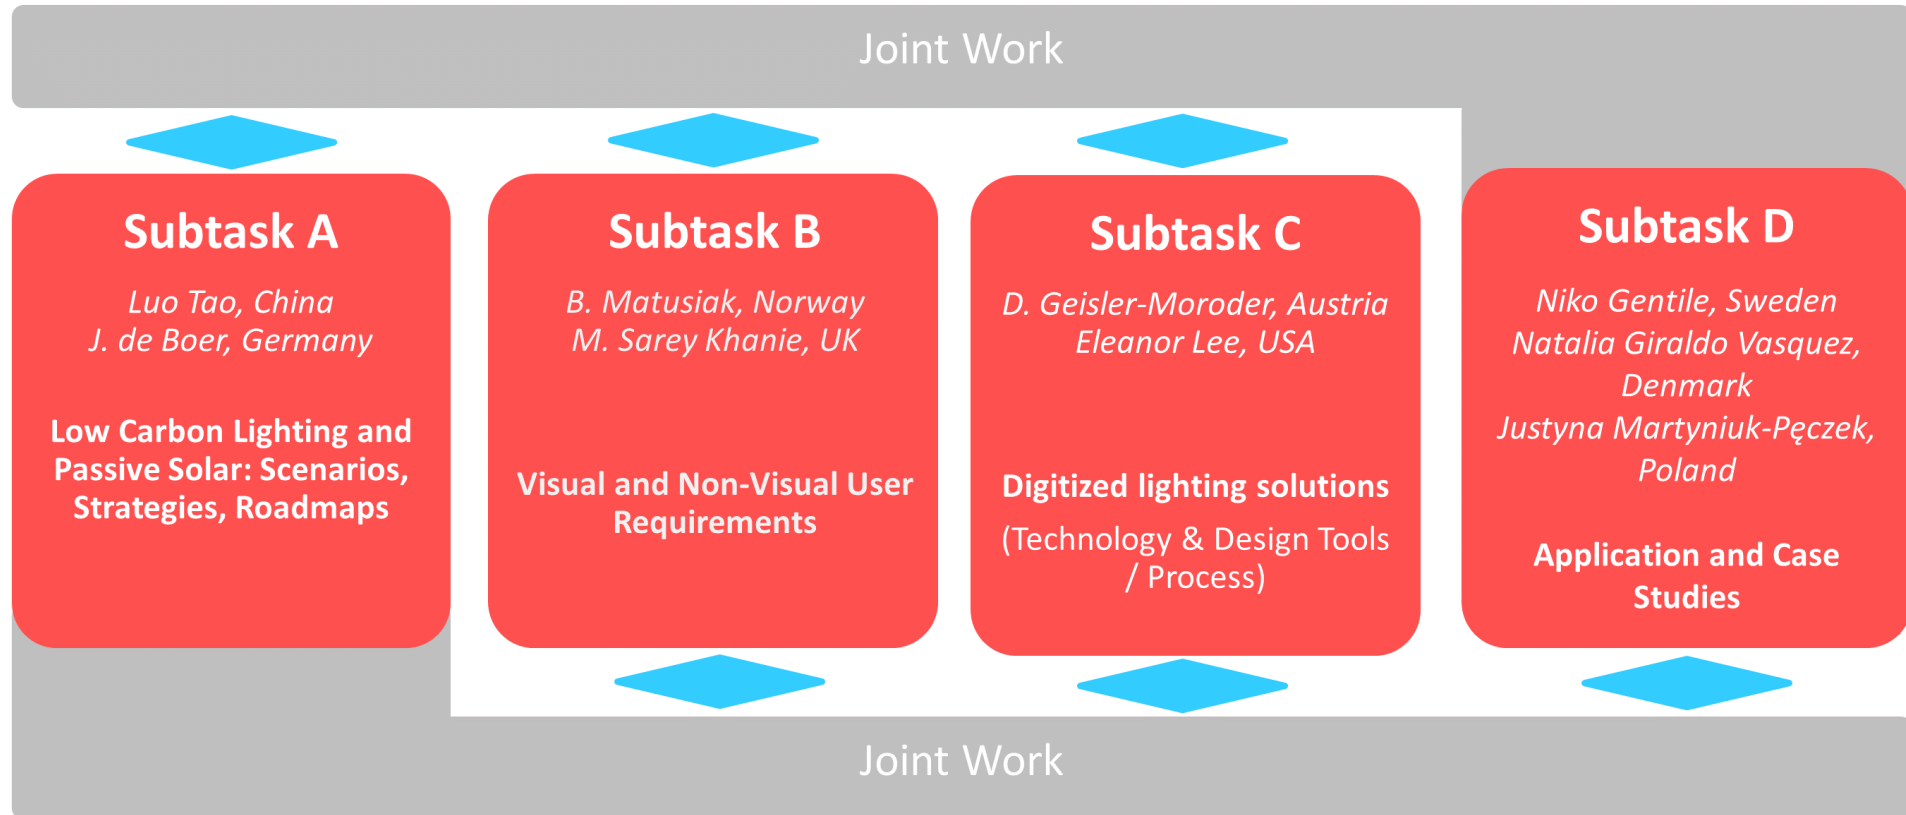 Joint Work
Subtask A
Luo Tao, China
J. de Boer, Germany
Low Carbon Lighting and
Passive Solar: Scenarios,
Strategies, Roadmaps
Subtask B
B. Matusiak, Norway
M. Sarey Khanie, UK
Visual and Non-Visual User
Requirements
Subtask C
D. Geisler-Moroder, Austria
Eleanor Lee, USA
Digitized lighting solutions
(Technology & Design Tools
/ Process)
Subtask D
Niko Gentile, Sweden
Natalia Giraldo Vasquez,
Denmark
Justyna Martyniuk-Pęczek,
Poland
Application and Case
Studies
Joint Work